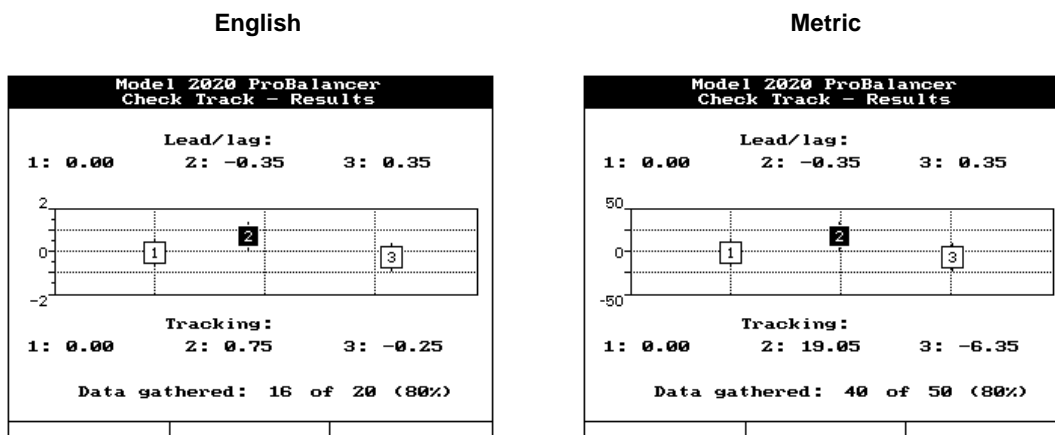 English
Model 2020 ProBalancer
Check Track - Results
Lead/lag:
1: 0.00 2: -0.35 3: 0.35
2
0
-2
1 2 3
Tracking:
1: 0.00 2: 0.75 3: -0.25
Data gathered: 16 of 20 (80%)
Metric
Model 2020 ProBalancer
Check Track - Results
Lead/lag:
1: 0.00 2: -0.35 3: 0.35
50
0
-50
1 2 3
Tracking:
1: 0.00 2: 19.05 3: -6.35
Data gathered: 40 of 50 (80%)